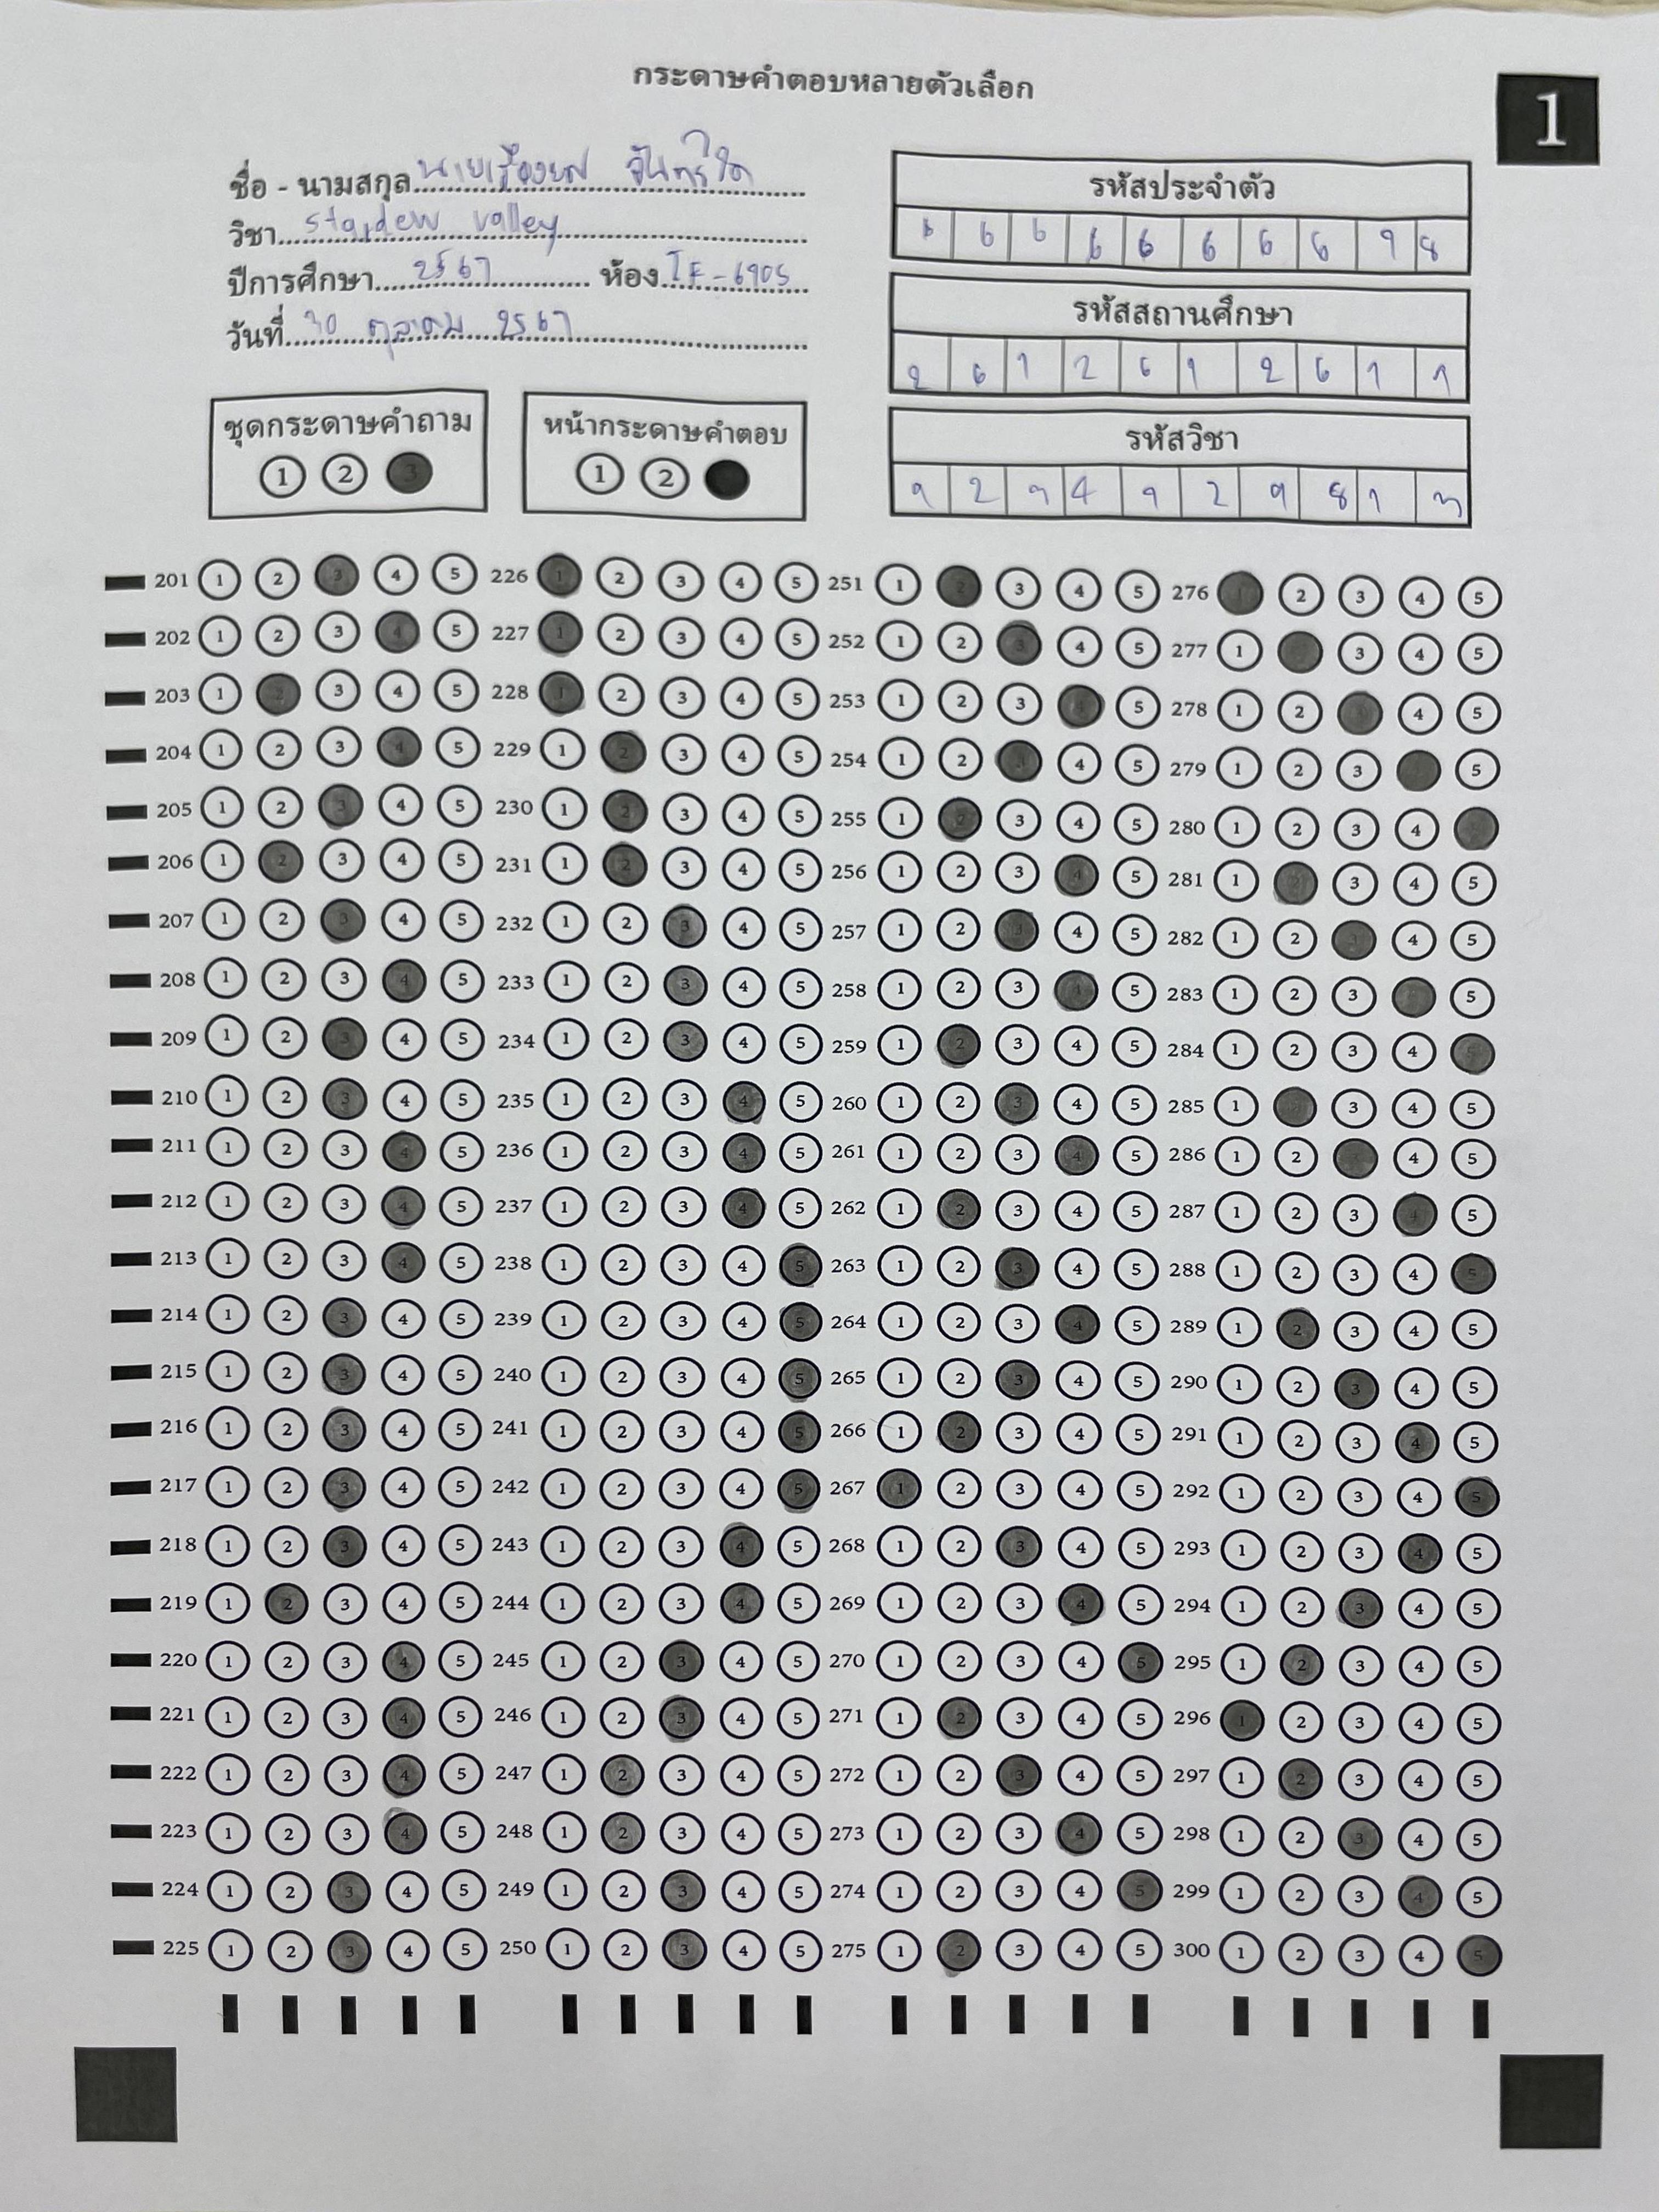 กระดาษคำตอบหลายตัวเลือก
1
ชื่อ - นามสกุล นายเรืองยศ จันทร์ใด
วิชา stardew valley
ปีการศึกษา 2567 ห้อง IF-6905
วันที่ 30 ตุลาคม 2567
รหัสประจำตัว
6 6 6 6 6 6 6 6 9 8
รหัสสถานศึกษา
2 6 1 2 6 1 2 6 1 1
รหัสวิชา
9 2 9 4 9 2 9 8 1 3
ชุดกระดาษคำถาม
1 2 3
หน้ากระดาษคำตอบ
1 2
201 1 2 3 4 5 226 1 2 3 4 5 251 1 2 3 4 5 276 1 2 3 4 5
202 1 2 3 4 5 227 1 2 3 4 5 252 1 2 3 4 5 277 1 2 3 4 5
203 1 2 3 4 5 228 1 2 3 4 5 253 1 2 3 4 5 278 1 2 3 4 5
204 1 2 3 4 5 229 1 2 3 4 5 254 1 2 3 4 5 279 1 2 3 4 5
205 1 2 3 4 5 230 1 2 3 4 5 255 1 2 3 4 5 280 1 2 3 4 5
206 1 2 3 4 5 231 1 2 3 4 5 256 1 2 3 4 5 281 1 2 3 4 5
207 1 2 3 4 5 232 1 2 3 4 5 257 1 2 3 4 5 282 1 2 3 4 5
208 1 2 3 4 5 233 1 2 3 4 5 258 1 2 3 4 5 283 1 2 3 4 5
209 1 2 3 4 5 234 1 2 3 4 5 259 1 2 3 4 5 284 1 2 3 4 5
210 1 2 3 4 5 235 1 2 3 4 5 260 1 2 3 4 5 285 1 2 3 4 5
211 1 2 3 4 5 236 1 2 3 4 5 261 1 2 3 4 5 286 1 2 3 4 5
212 1 2 3 4 5 237 1 2 3 4 5 262 1 2 3 4 5 287 1 2 3 4 5
213 1 2 3 4 5 238 1 2 3 4 5 263 1 2 3 4 5 288 1 2 3 4 5
214 1 2 3 4 5 239 1 2 3 4 5 264 1 2 3 4 5 289 1 2 3 4 5
215 1 2 3 4 5 240 1 2 3 4 5 265 1 2 3 4 5 290 1 2 3 4 5
216 1 2 3 4 5 241 1 2 3 4 5 266 1 2 3 4 5 291 1 2 3 4 5
217 1 2 3 4 5 242 1 2 3 4 5 267 1 2 3 4 5 292 1 2 3 4 5
218 1 2 3 4 5 243 1 2 3 4 5 268 1 2 3 4 5 293 1 2 3 4 5
219 1 2 3 4 5 244 1 2 3 4 5 269 1 2 3 4 5 294 1 2 3 4 5
220 1 2 3 4 5 245 1 2 3 4 5 270 1 2 3 4 5 295 1 2 3 4 5
221 1 2 3 4 5 246 1 2 3 4 5 271 1 2 3 4 5 296 1 2 3 4 5
222 1 2 3 4 5 247 1 2 3 4 5 272 1 2 3 4 5 297 1 2 3 4 5
223 1 2 3 4 5 248 1 2 3 4 5 273 1 2 3 4 5 298 1 2 3 4 5
224 1 2 3 4 5 249 1 2 3 4 5 274 1 2 3 4 5 299 1 2 3 4 5
225 1 2 3 4 5 250 1 2 3 4 5 275 1 2 3 4 5 300 1 2 3 4 5